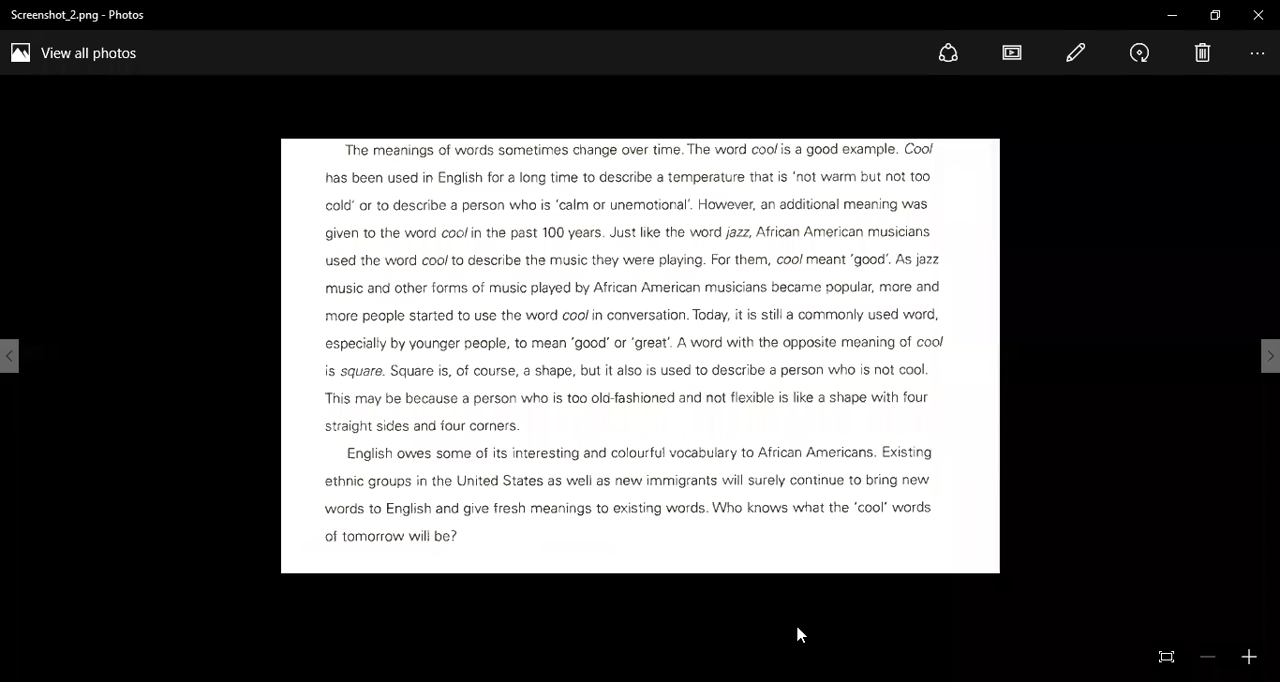 Screenshot_2.png - Photos
View all photos
The meanings of words sometimes change over time. The word cool is a good example. Cool
has been used in English for a long time to describe a temperature that is 'not warm but not too
cold' or to describe a person who is 'calm or unemotional'. However, an additional meaning was
given to the word cool in the past 100 years. Just like the word jazz, African American musicians
used the word cool to describe the music they were playing. For them, cool meant 'good'. As jazz
music and other forms of music played by African American musicians became popular, more and
more people started to use the word cool in conversation. Today, it is still a commonly used word,
especially by younger people, to mean 'good' or 'great'. A word with the opposite meaning of cool
is square. Square is, of course, a shape, but it also is used to describe a person who is not cool.
This may be because a person who is too old-fashioned and not flexible is like a shape with four
straight sides and four corners.
English owes some of its interesting and colourful vocabulary to African Americans. Existing
ethnic groups in the United States as well as new immigrants will surely continue to bring new
words to English and give fresh meanings to existing words. Who knows what the 'cool' words
of tomorrow will be?